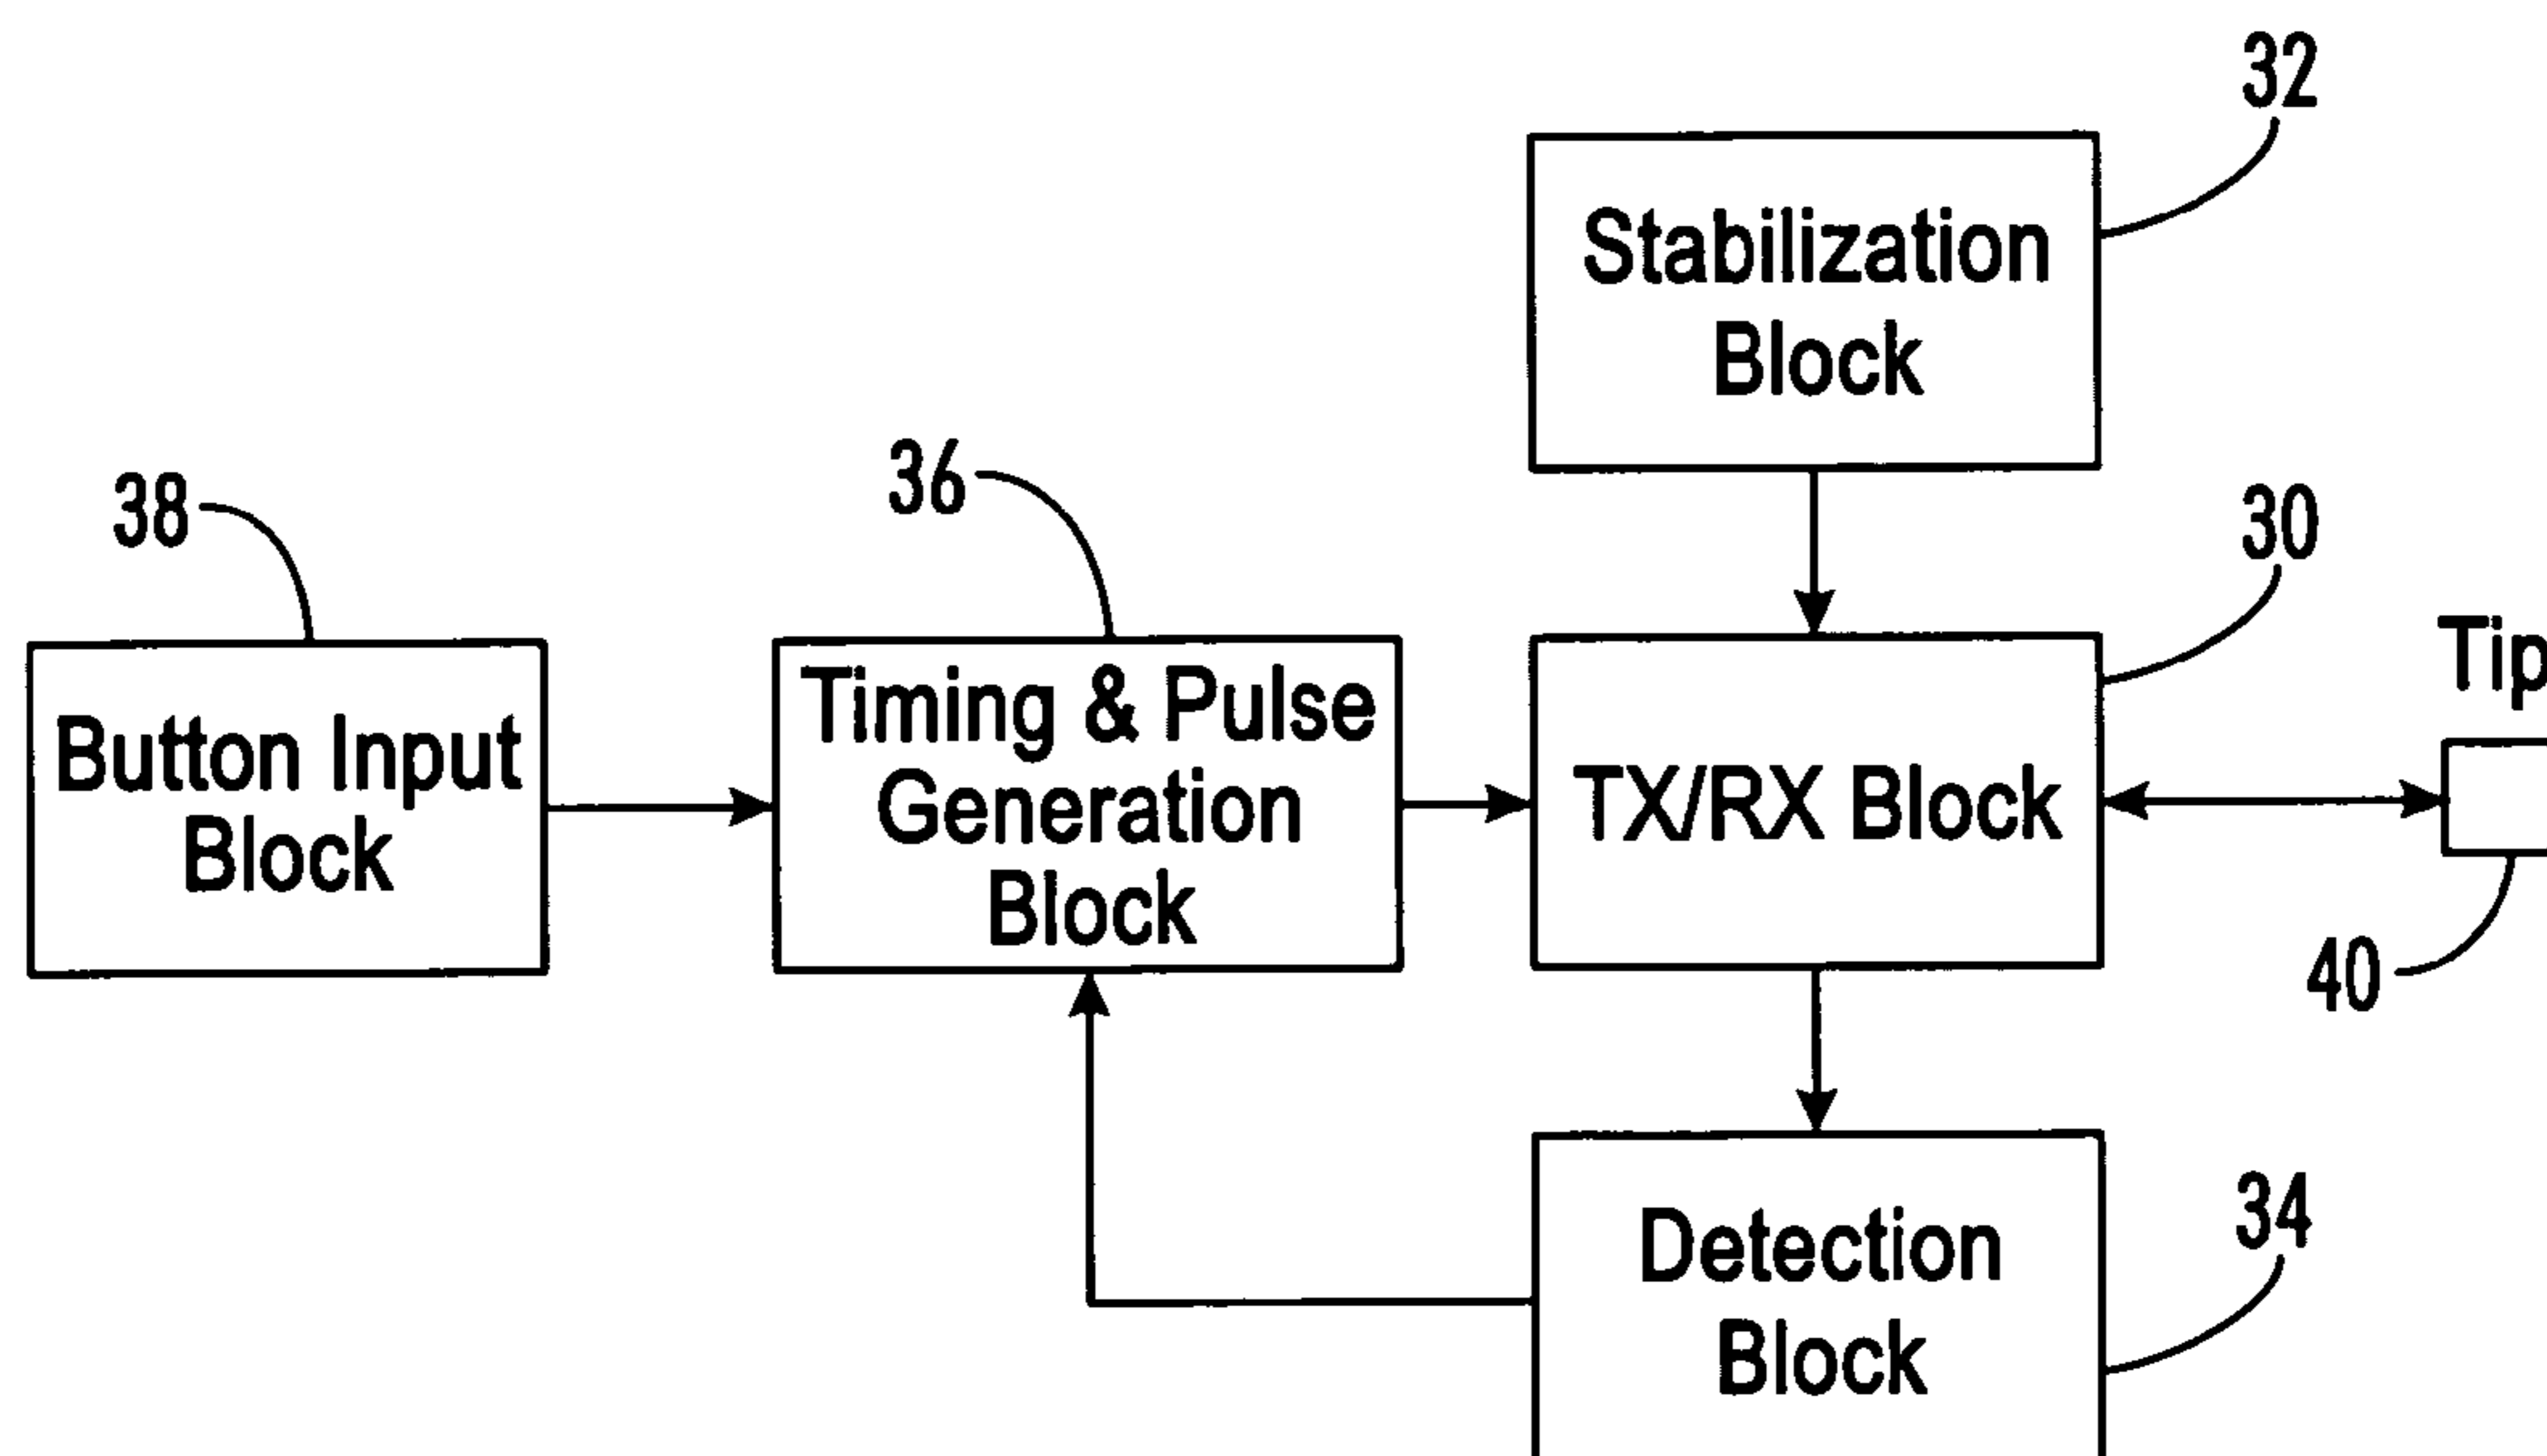 32
Stabilization
Block
38
36
30
Tip
Button Input
Block
Timing & Pulse
Generation
Block
TX/RX Block
40
34
Detection
Block